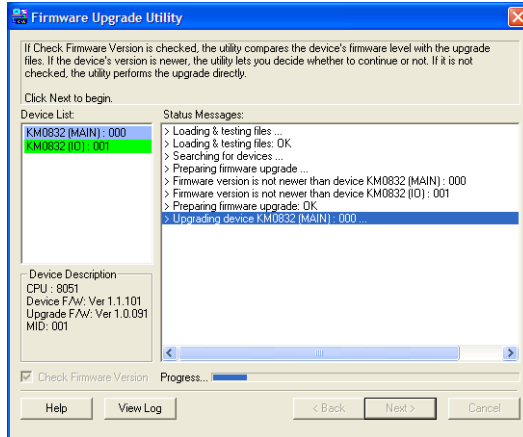 Firmware Upgrade Utility
If Check Firmware Version is checked, the utility compares the device's firmware level with the upgrade
files. If the device's version is newer, the utility lets you decide whether to continue or not. If it is not
checked, the utility performs the upgrade directly.
Click Next to begin.
Device List:
KM0832 (MAIN) : 000
KM0832 (IO) : 001
Status Messages:
> Loading & testing files ...
> Loading & testing files: OK
> Searching for devices ...
> Preparing firmware upgrade ...
> Firmware version is not newer than device KM0832 (MAIN) : 000
> Firmware version is not newer than device KM0832 (IO) : 001
> Preparing firmware upgrade: OK
> Upgrading device KM0832 (MAIN) : 000 ...
Device Description
CPU : 8051
Device F/W: Ver 1.1.101
Upgrade F/W: Ver 1.0.091
MID: 001
Check Firmware Version
Progress...
Help
View Log
< Back
Next >
Cancel